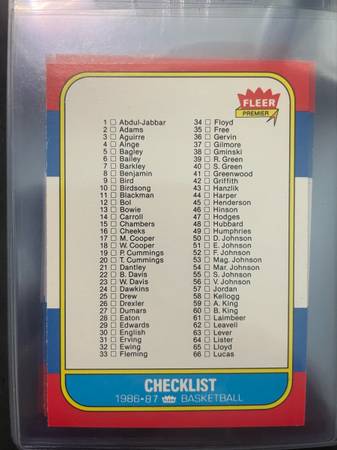 FLEER
PREMIER
1 Abdul-Jabbar
2 Adams
3 Aguirre
4 Ainge
5 Bagley
6 Bailey
7 Barkley
8 Benjamin
9 Bird
10 Birdsong
11 Blackman
12 Bol
13 Bowie
14 Carroll
15 Chambers
16 Cheeks
17 M. Cooper
18 W. Cooper
19 P. Cummings
20 T. Cummings
21 Dantley
22 B. Davis
23 W. Davis
24 Dawkins
25 Drew
26 Drexler
27 Dumars
28 Eaton
29 Edwards
30 English
31 Erving
32 Ewing
33 Fleming
34 Floyd
35 Free
36 Gervin
37 Gilmore
38 Gminski
39 R. Green
40 S. Green
41 Greenwood
42 Griffith
43 Hanzlik
44 Harper
45 Henderson
46 Hinson
47 Hodges
48 Hubbard
49 Humphries
50 D. Johnson
51 E. Johnson
52 F. Johnson
53 Mag. Johnson
54 Mar. Johnson
55 S. Johnson
56 V. Johnson
57 Jordan
58 Kellogg
59 A. King
60 B. King
61 Laimbeer
62 Leavell
63 Lever
64 Lister
65 Lloyd
66 Lucas
CHECKLIST
1986-87 BASKETBALL